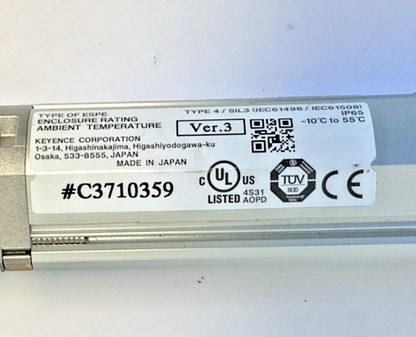 TYPE OF ESPE TYPE 4 / SIL3 (IEC61496 / IEC61508)
ENCLOSURE RATING IP65
AMBIENT TEMPERATURE Ver.3 -10°C to 55°C
KEYENCE CORPORATION
1-3-14, Higashinakajima, Higashiyodogawa-ku
Osaka, 533-8555, JAPAN
MADE IN JAPAN
#C3710359
C UL US
LISTED 4S31
AOPD
TÜV
SÜD